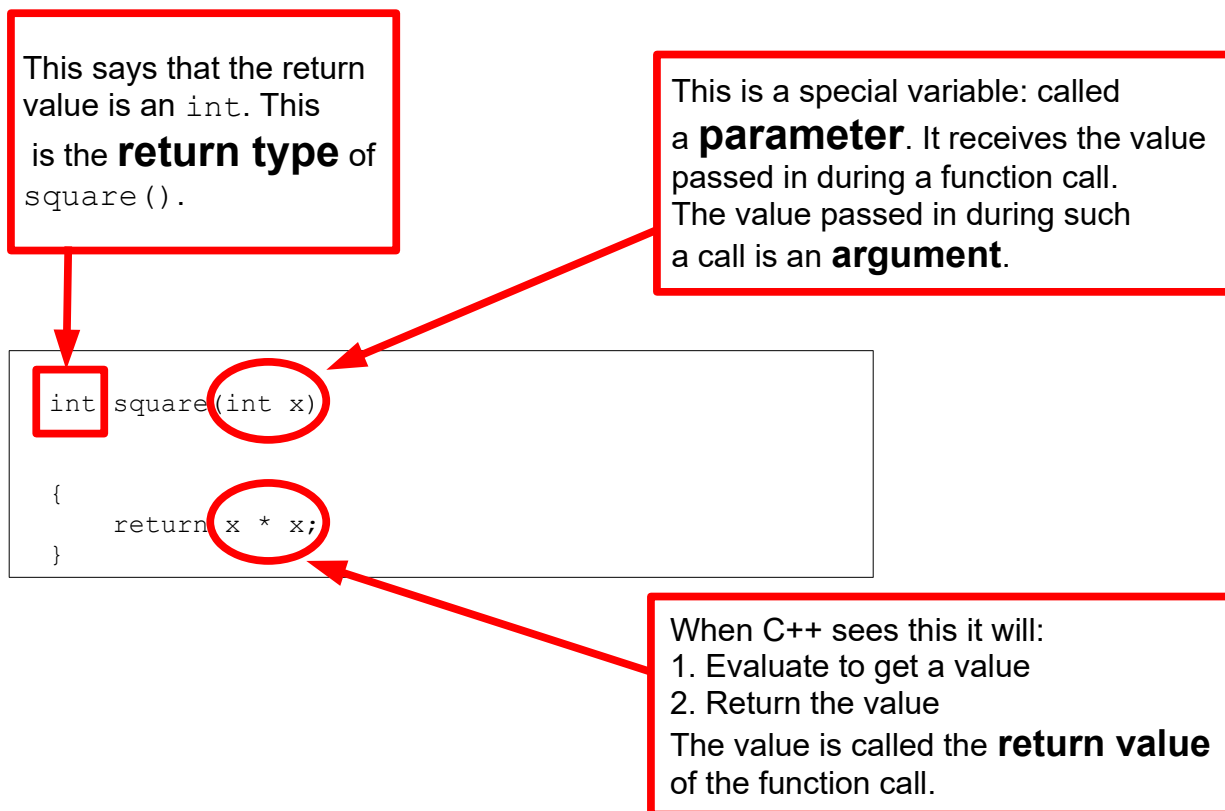 This says that the return
value is an int. This
is the return type of
square().
This is a special variable: called
a parameter. It receives the value
passed in during a function call.
The value passed in during such
a call is an argument.
int square(int x)
{
return x * x;
}
When C++ sees this it will:
1. Evaluate to get a value
2. Return the value
The value is called the return value
of the function call.